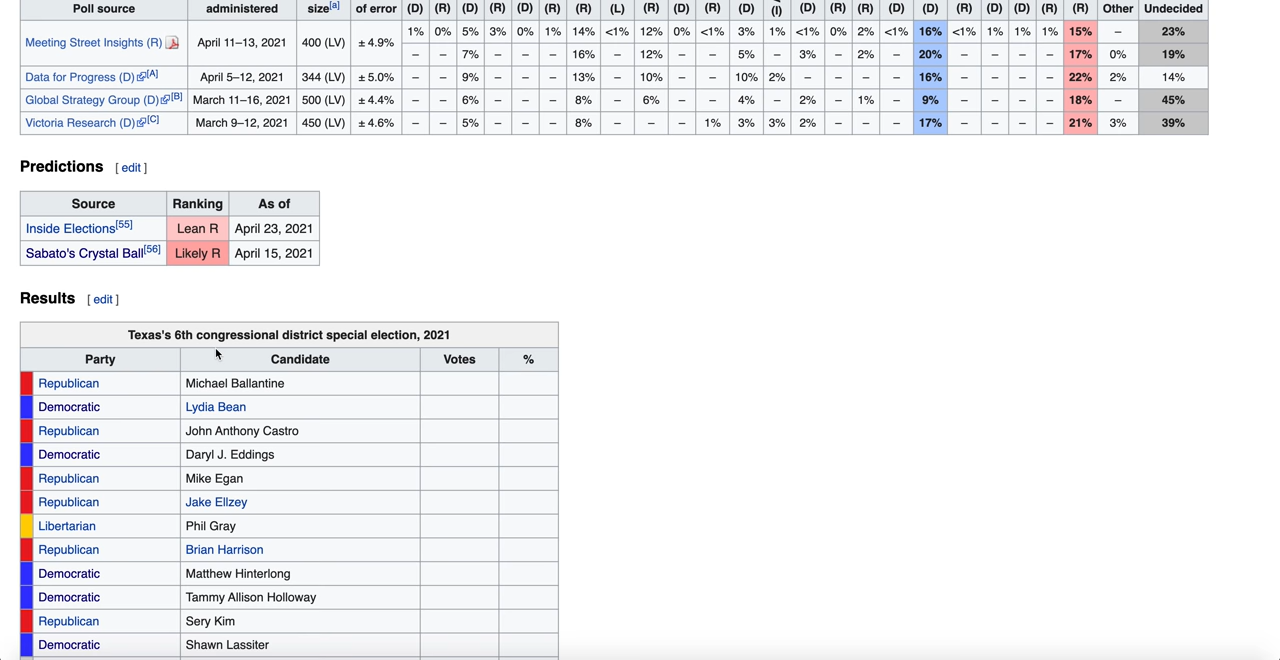 Poll source administered size[a] of error (D) (R) (D) (R) (D) (R) (R) (L) (R) (D) (R) (D) (I) (D) (R) (R) (D) (D) (R) (D) (D) (R) (R) Other Undecided
Meeting Street Insights (R) April 11–13, 2021 400 (LV) ± 4.9% 1% 0% 5% 3% 0% 1% 14% <1% 12% 0% <1% 3% 1% <1% 0% 2% <1% 16% <1% 1% 1% 1% 15% – 23%
– – 7% – – – 16% – 12% – – 5% – 3% – 2% – 20% – – – – 17% 0% 19%
Data for Progress (D)[A] April 5–12, 2021 344 (LV) ± 5.0% – – 9% – – – 13% – 10% – – 10% 2% – – – – 16% – – – – 22% 2% 14%
Global Strategy Group (D)[B] March 11–16, 2021 500 (LV) ± 4.4% – – 6% – – – 8% – 6% – – 4% – 2% – 1% – 9% – – – – 18% – 45%
Victoria Research (D)[C] March 9–12, 2021 450 (LV) ± 4.6% – – 5% – – – 8% – – – 1% 3% 3% 2% – – – 17% – – – – 21% 3% 39%
Predictions [ edit ]
Source Ranking As of
Inside Elections[55] Lean R April 23, 2021
Sabato's Crystal Ball[56] Likely R April 15, 2021
Results [ edit ]
Texas's 6th congressional district special election, 2021
Party Candidate Votes %
Republican Michael Ballantine
Democratic Lydia Bean
Republican John Anthony Castro
Democratic Daryl J. Eddings
Republican Mike Egan
Republican Jake Ellzey
Libertarian Phil Gray
Republican Brian Harrison
Democratic Matthew Hinterlong
Democratic Tammy Allison Holloway
Republican Sery Kim
Democratic Shawn Lassiter